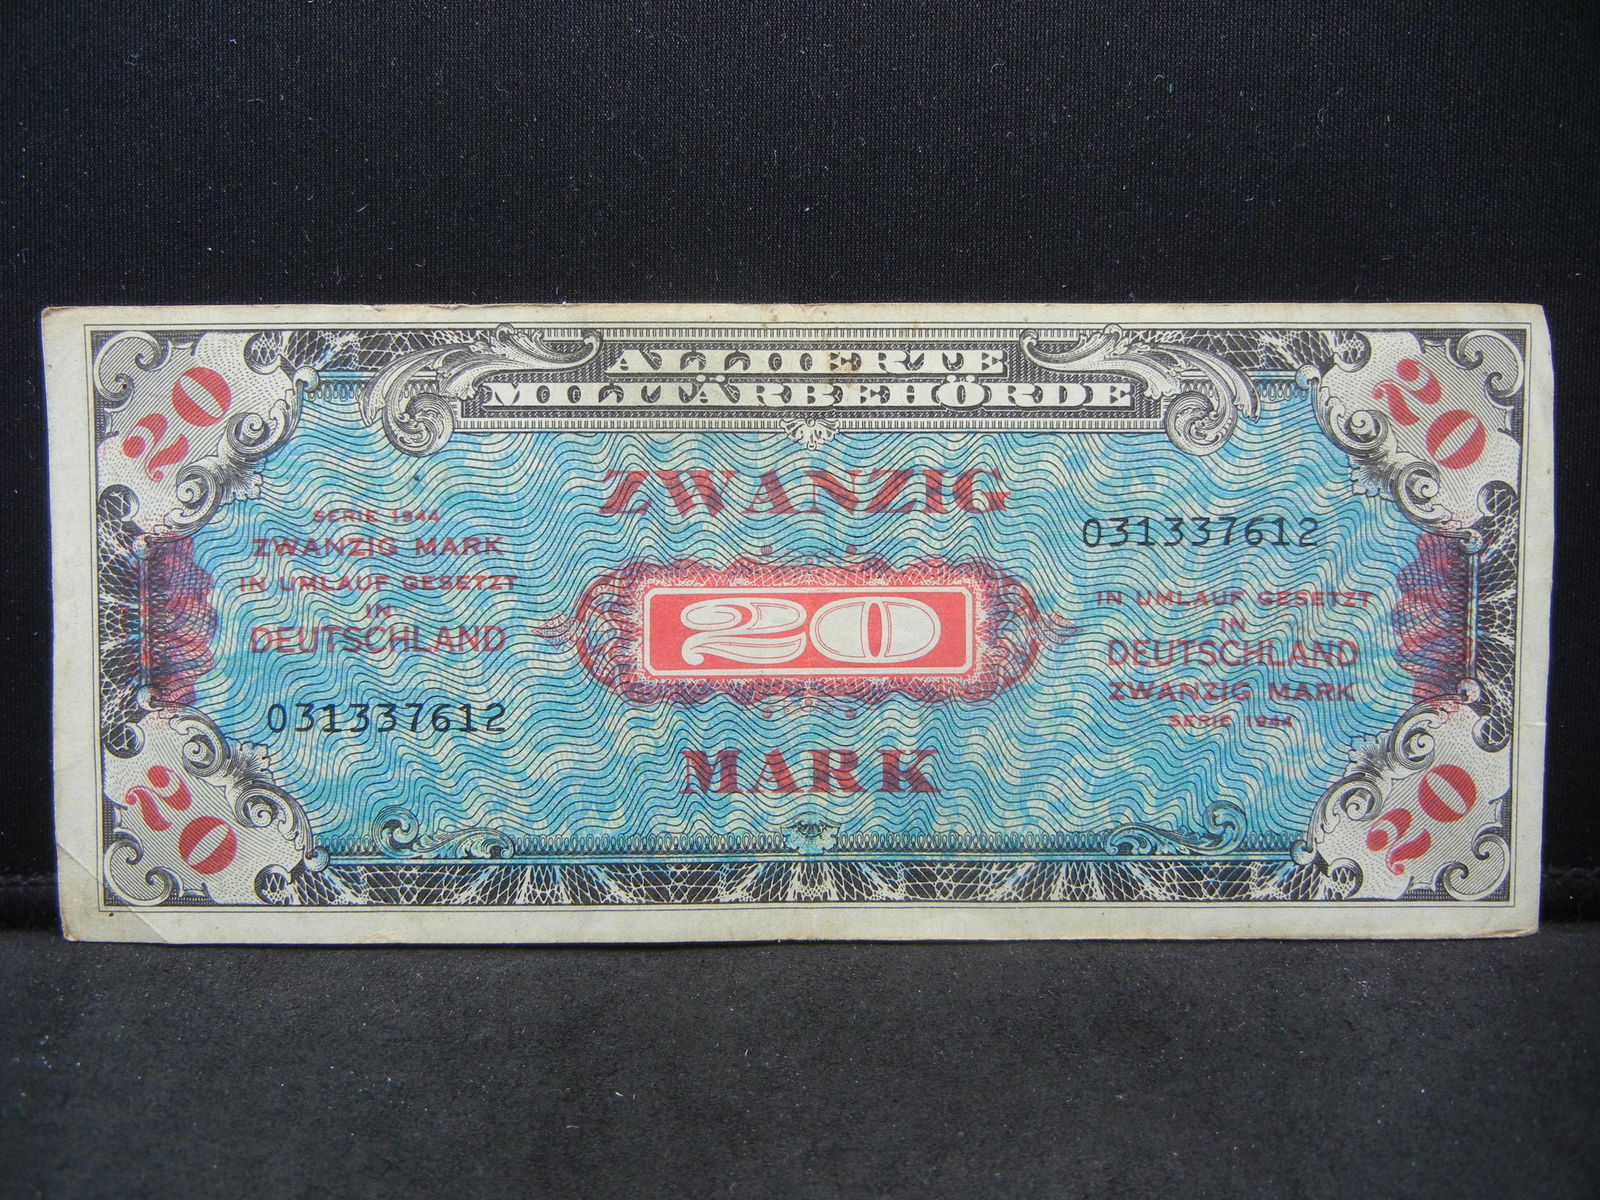 20
ALLIIERTE
MILITÄRBEHÖRDE
20
ZWANZIG
SERIE 1944
ZWANZIG MARK
IN UMLAUF GESETZT
IN
DEUTSCHLAND
031337612
20
031337612
IN UMLAUF GESETZT
IN
DEUTSCHLAND
ZWANZIG MARK
SERIE 1944
MARK
20
20